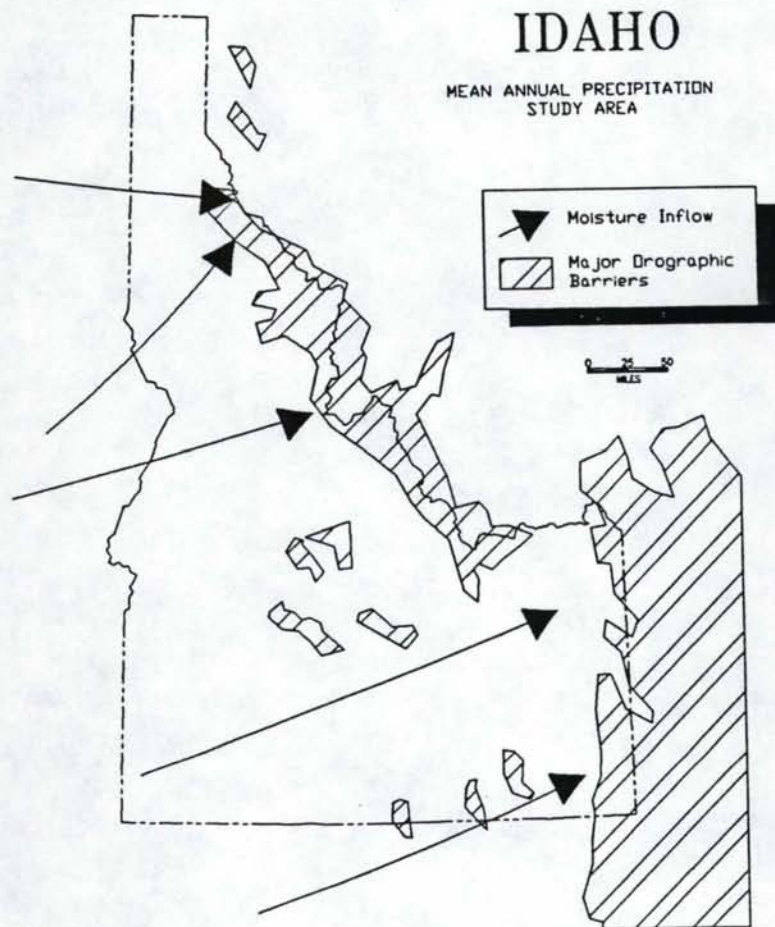 IDAHO
MEAN ANNUAL PRECIPITATION
STUDY AREA
Moisture Inflow
Major Orographic
Barriers
0 25 50
MILES